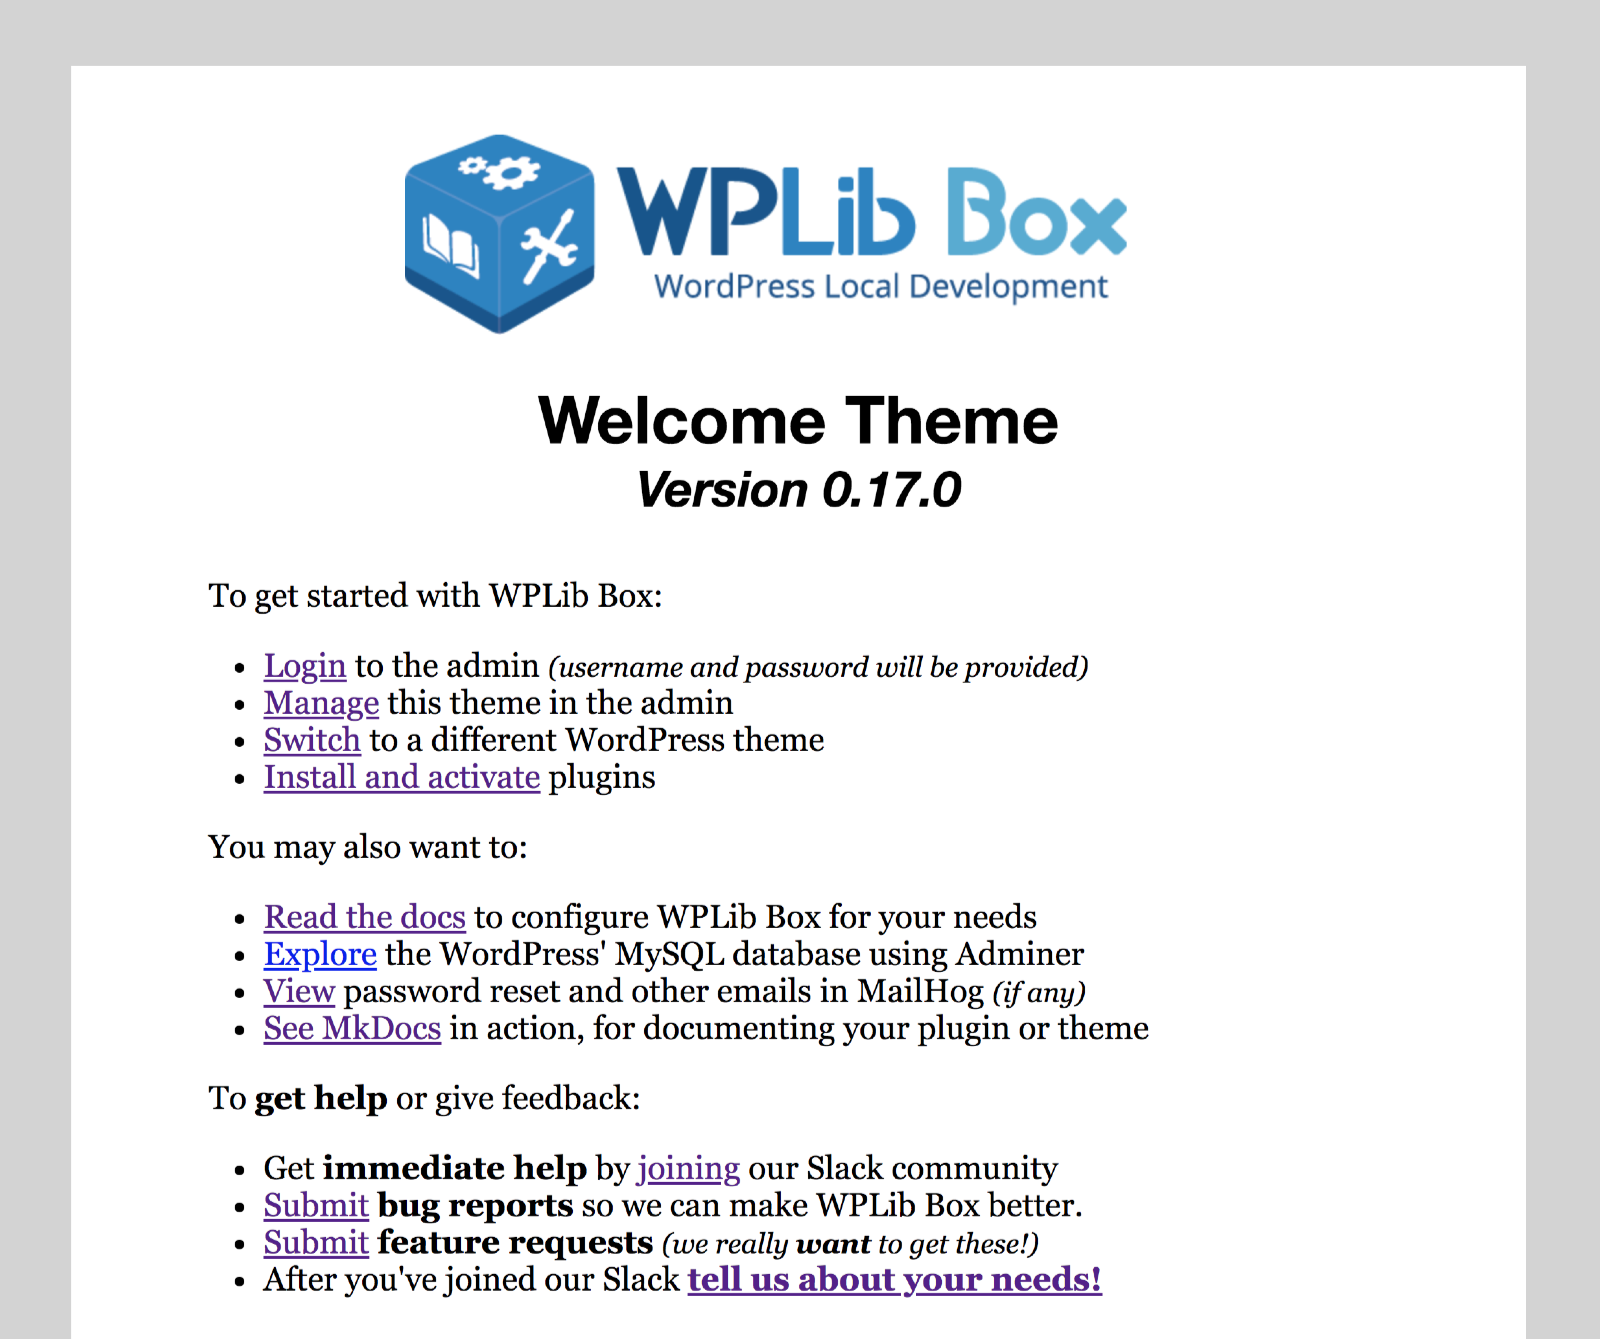 WPLib Box
WordPress Local Development
Welcome Theme
Version 0.17.0
To get started with WPLib Box:
• Login to the admin (username and password will be provided)
• Manage this theme in the admin
• Switch to a different WordPress theme
• Install and activate plugins
You may also want to:
• Read the docs to configure WPLib Box for your needs
• Explore the WordPress' MySQL database using Adminer
• View password reset and other emails in MailHog (if any)
• See MkDocs in action, for documenting your plugin or theme
To get help or give feedback:
• Get immediate help by joining our Slack community
• Submit bug reports so we can make WPLib Box better.
• Submit feature requests (we really want to get these!)
• After you've joined our Slack tell us about your needs!